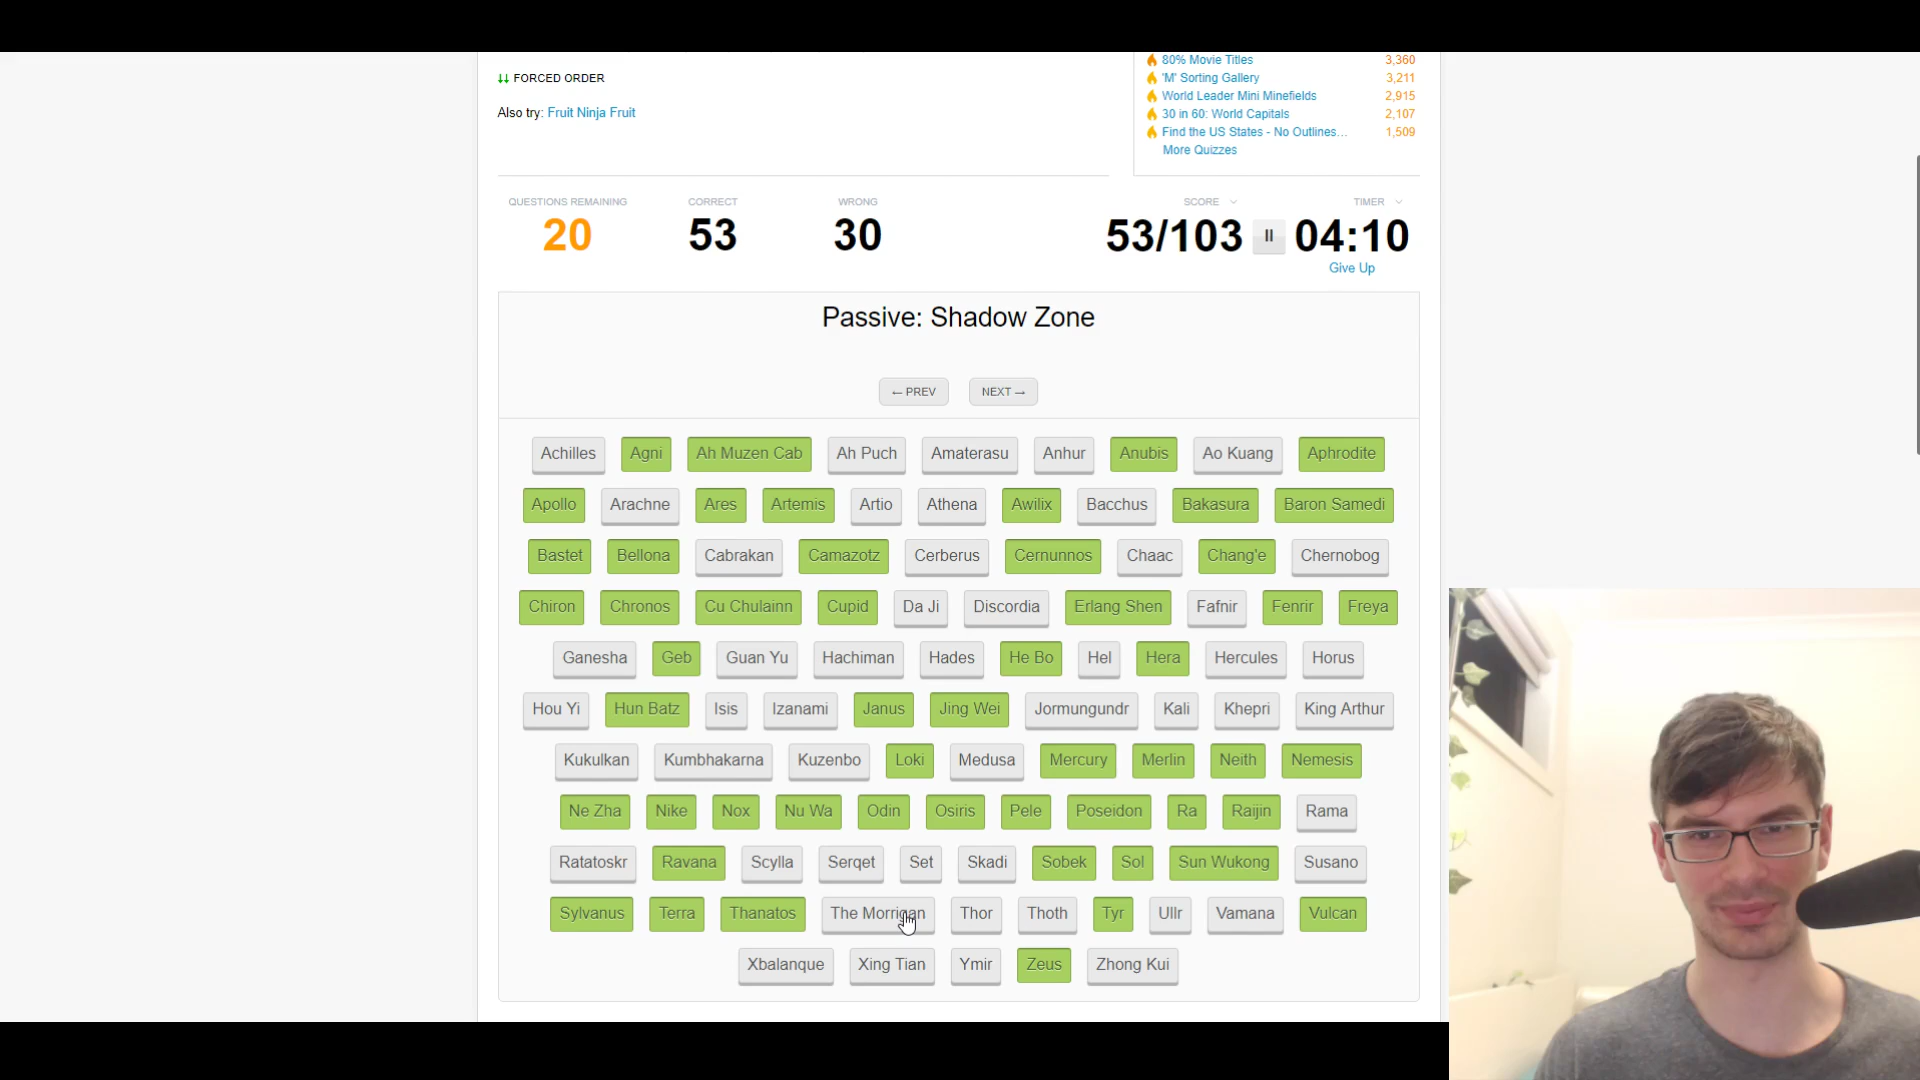 80% Movie Titles 3,360
FORCED ORDER
'M' Sorting Gallery 3,211
World Leader Mini Minefields 2,915
Also try: Fruit Ninja Fruit
30 in 60: World Capitals 2,107
Find the US States - No Outlines... 1,509
More Quizzes
QUESTIONS REMAINING CORRECT WRONG SCORE TIMER
20 53 30 53/103 04:10
Give Up
Passive: Shadow Zone
← PREV NEXT →
Achilles Agni Ah Muzen Cab Ah Puch Amaterasu Anhur Anubis Ao Kuang Aphrodite
Apollo Arachne Ares Artemis Artio Athena Awilix Bacchus Bakasura Baron Samedi
Bastet Bellona Cabrakan Camazotz Cerberus Cernunnos Chaac Chang'e Chernobog
Chiron Chronos Cu Chulainn Cupid Da Ji Discordia Erlang Shen Fafnir Fenrir Freya
Ganesha Geb Guan Yu Hachiman Hades He Bo Hel Hera Hercules Horus
Hou Yi Hun Batz Isis Izanami Janus Jing Wei Jormungundr Kali Khepri King Arthur
Kukulkan Kumbhakarna Kuzenbo Loki Medusa Mercury Merlin Neith Nemesis
Ne Zha Nike Nox Nu Wa Odin Osiris Pele Poseidon Ra Raijin Rama
Ratatoskr Ravana Scylla Serqet Set Skadi Sobek Sol Sun Wukong Susano
Sylvanus Terra Thanatos The Morrigan Thor Thoth Tyr Ullr Vamana Vulcan
Xbalanque Xing Tian Ymir Zeus Zhong Kui